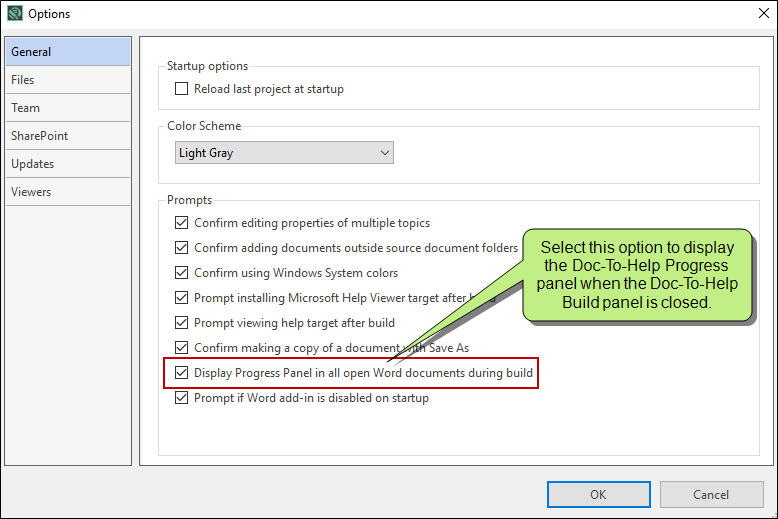 Options
General
Files
Team
SharePoint
Updates
Viewers
Startup options
Reload last project at startup
Color Scheme
Light Gray
Prompts
Confirm editing properties of multiple topics
Confirm adding documents outside source document folders
Confirm using Windows System colors
Prompt installing Microsoft Help Viewer target after build
Prompt viewing help target after build
Confirm making a copy of a document with Save As
Display Progress Panel in all open Word documents during build
Prompt if Word add-in is disabled on startup
Select this option to display
the Doc-To-Help Progress
panel when the Doc-To-Help
Build panel is closed.
OK
Cancel